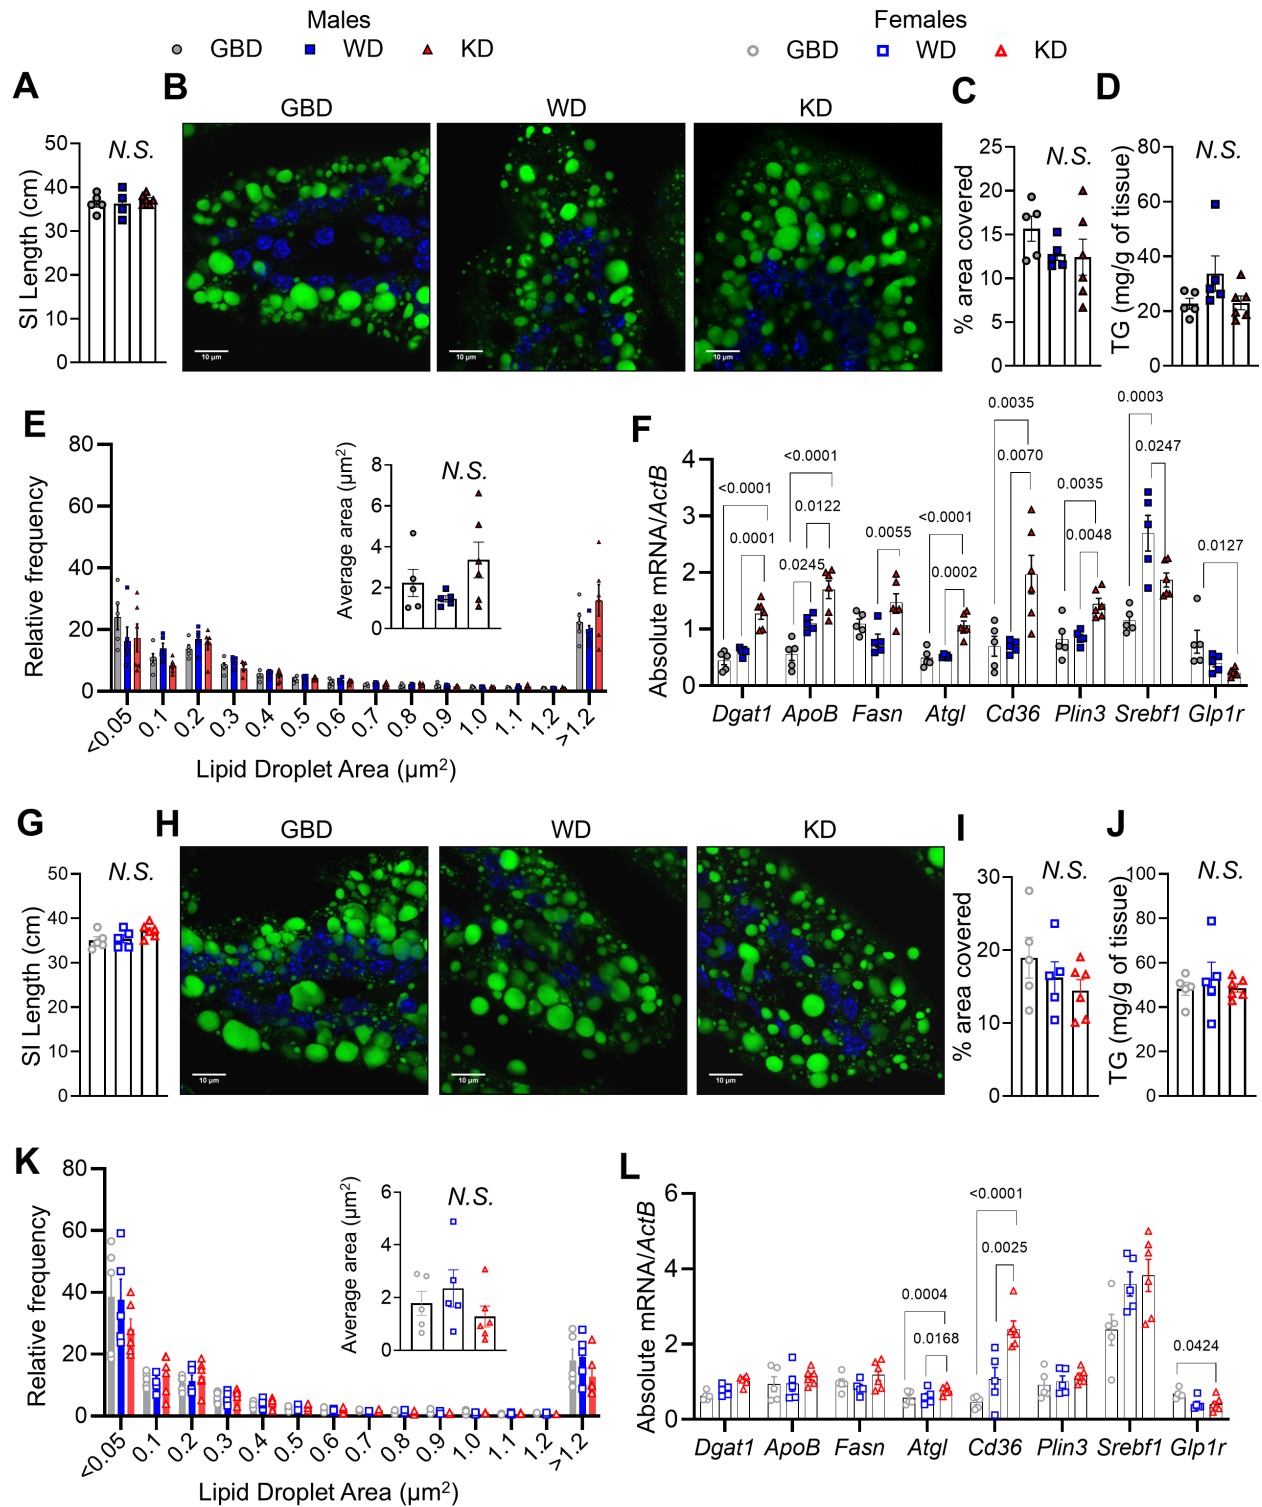 Males
Females
GBD WD KD
GBD WD KD
A
B
C
D
GBD
WD
KD
50
40
30
20
10
0
SI Length (cm)
N.S.
10 µm
10 µm
10 µm
25
20
15
10
5
0
% area covered
N.S.
80
60
40
20
0
TG (mg/g of tissue)
N.S.
E
80
60
40
20
0
Relative frequency
<0.05 0.1 0.2 0.3 0.4 0.5 0.6 0.7 0.8 0.9 1.0 1.1 1.2 >1.2
Lipid Droplet Area (µm2)
8
6
4
2
0
Average area (µm2)
N.S.
F
4
3
2
1
0
Absolute mRNA/ActB
<0.0001
0.0001
<0.0001
0.0122
0.0245
0.0055
<0.0001
0.0002
0.0035
0.0070
0.0035
0.0048
0.0003
0.0247
0.0127
Dgat1 ApoB Fasn Atgl Cd36 Plin3 Srebf1 Glp1r
G
H
I
J
GBD
WD
KD
50
40
30
20
10
0
SI Length (cm)
N.S.
10 µm
10 µm
10 µm
30
20
10
0
% area covered
N.S.
100
80
60
40
20
0
TG (mg/g of tissue)
N.S.
K
80
60
40
20
0
Relative frequency
<0.05 0.1 0.2 0.3 0.4 0.5 0.6 0.7 0.8 0.9 1.0 1.1 1.2 >1.2
Lipid Droplet Area (µm2)
6
4
2
0
Average area (µm2)
N.S.
L
6
4
2
0
Absolute mRNA/ActB
0.0004
0.0168
<0.0001
0.0025
0.0424
Dgat1 ApoB Fasn Atgl Cd36 Plin3 Srebf1 Glp1r